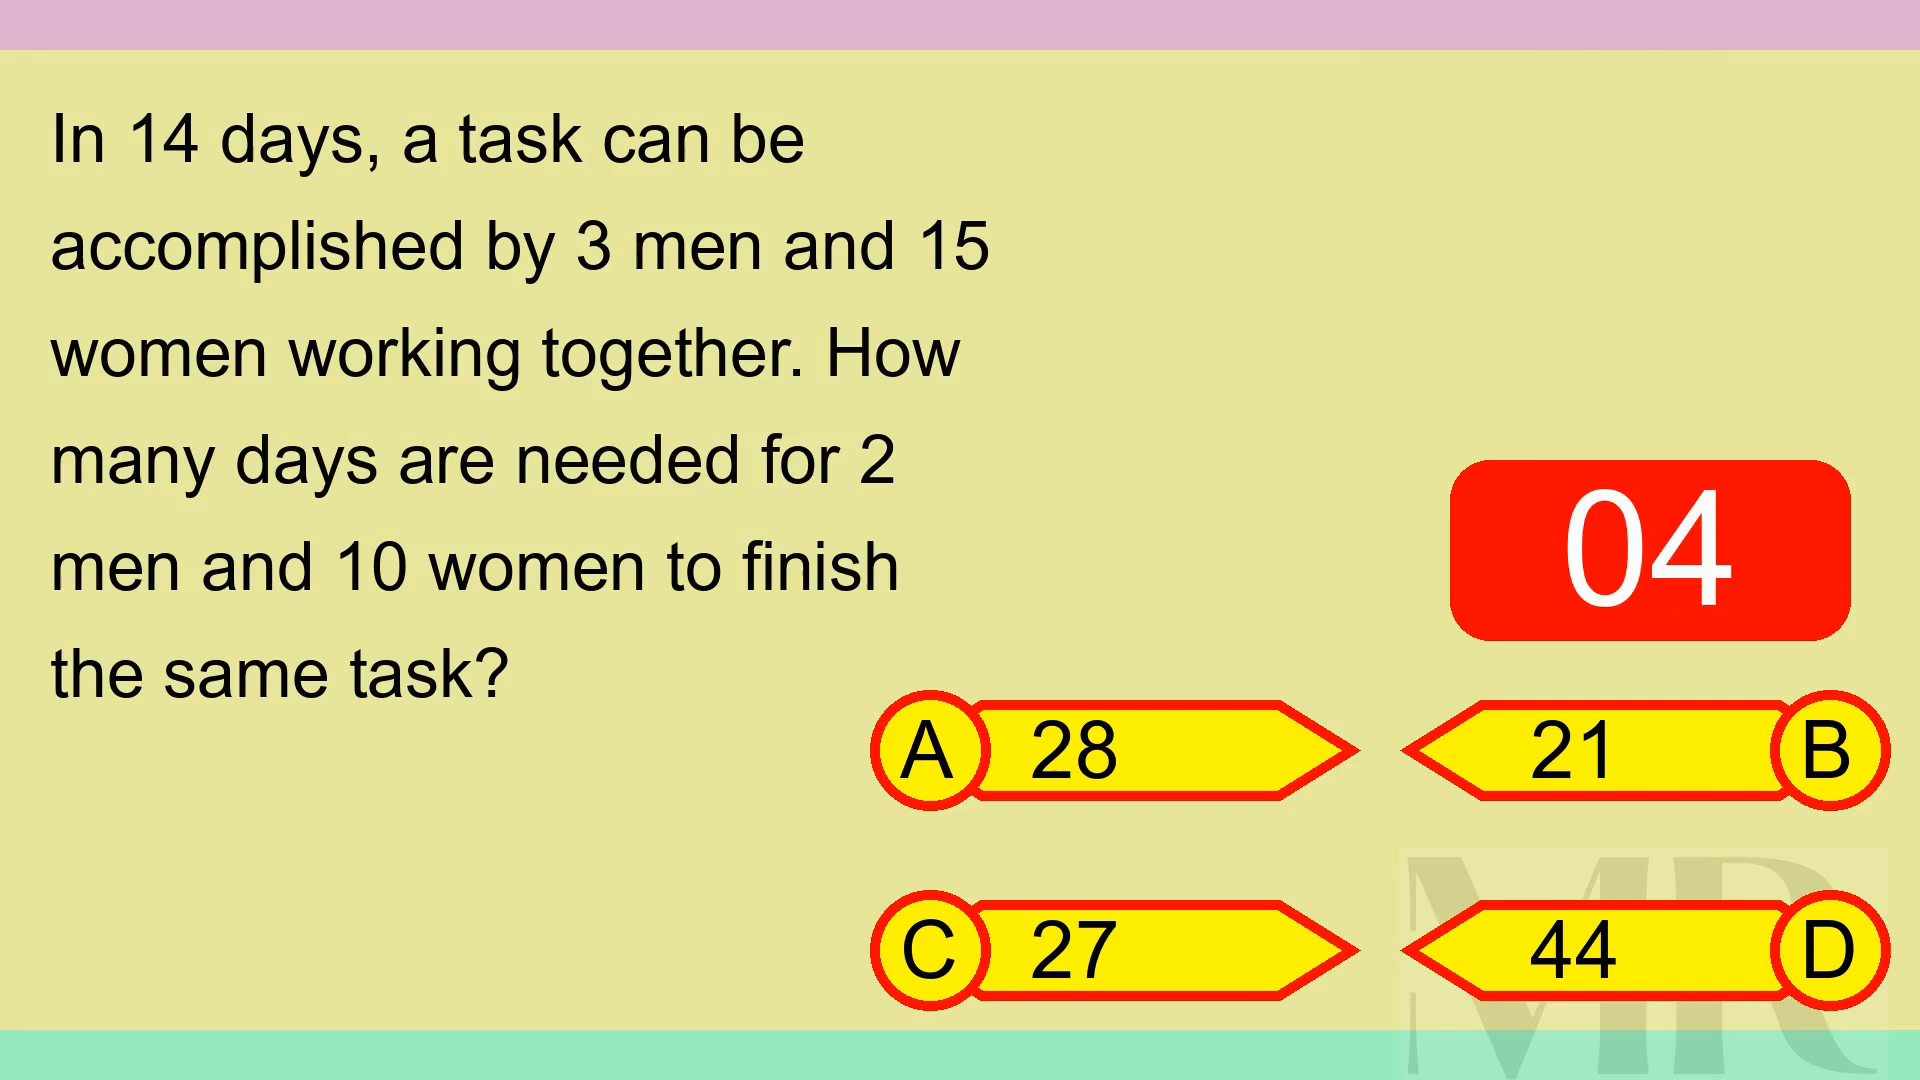 In 14 days, a task can be
accomplished by 3 men and 15
women working together. How
many days are needed for 2
men and 10 women to finish
the same task?
04
A 28
21 B
C 27
44 D
MR